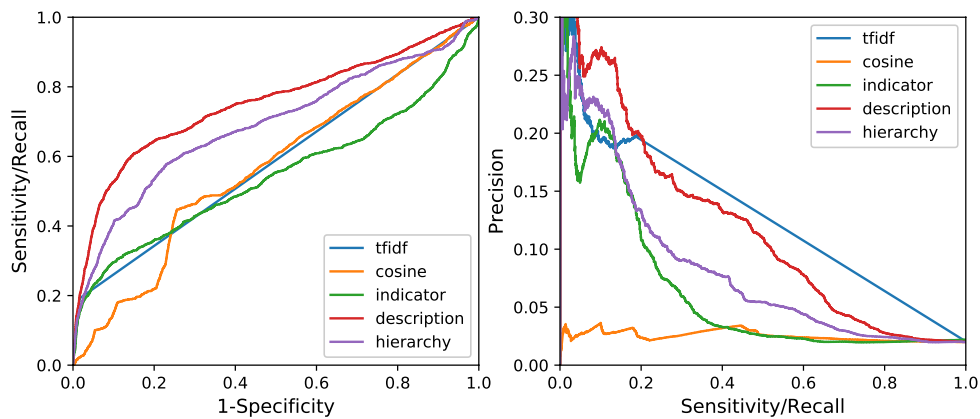 1.0
0.8
0.6
0.4
0.2
0.0
Sensitivity/Recall
0.0 0.2 0.4 0.6 0.8 1.0
1-Specificity
tfidf
cosine
indicator
description
hierarchy
0.30
0.25
0.20
0.15
0.10
0.05
0.00
Precision
0.0 0.2 0.4 0.6 0.8 1.0
Sensitivity/Recall
tfidf
cosine
indicator
description
hierarchy